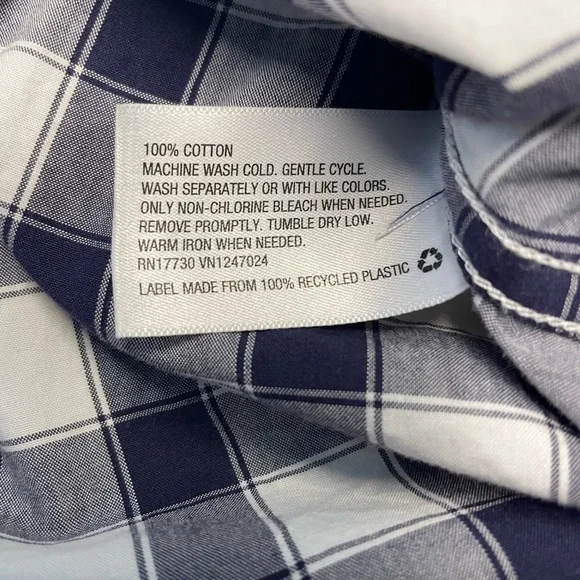 100% COTTON
MACHINE WASH COLD. GENTLE CYCLE.
WASH SEPARATELY OR WITH LIKE COLORS.
ONLY NON-CHLORINE BLEACH WHEN NEEDED.
REMOVE PROMPTLY. TUMBLE DRY LOW.
WARM IRON WHEN NEEDED.
RN17730 VN1247024
LABEL MADE FROM 100% RECYCLED PLASTIC